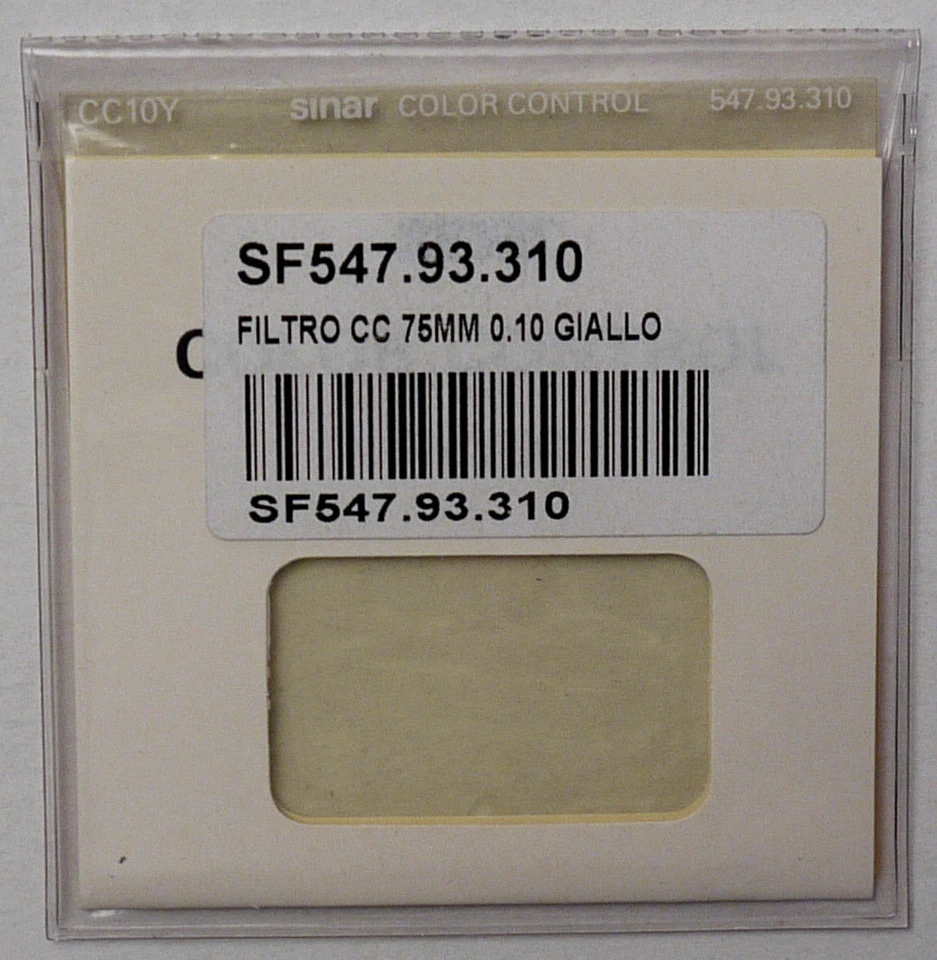 CC10Y sinar COLOR CONTROL 547.93.310
SF547.93.310
FILTRO CC 75MM 0.10 GIALLO
SF547.93.310